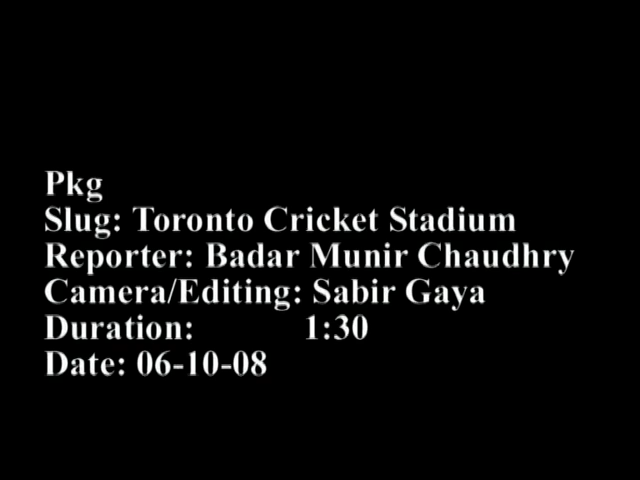 Pkg
Slug: Toronto Cricket Stadium
Reporter: Badar Munir Chaudhry
Camera/Editing: Sabir Gaya
Duration: 1:30
Date: 06-10-08